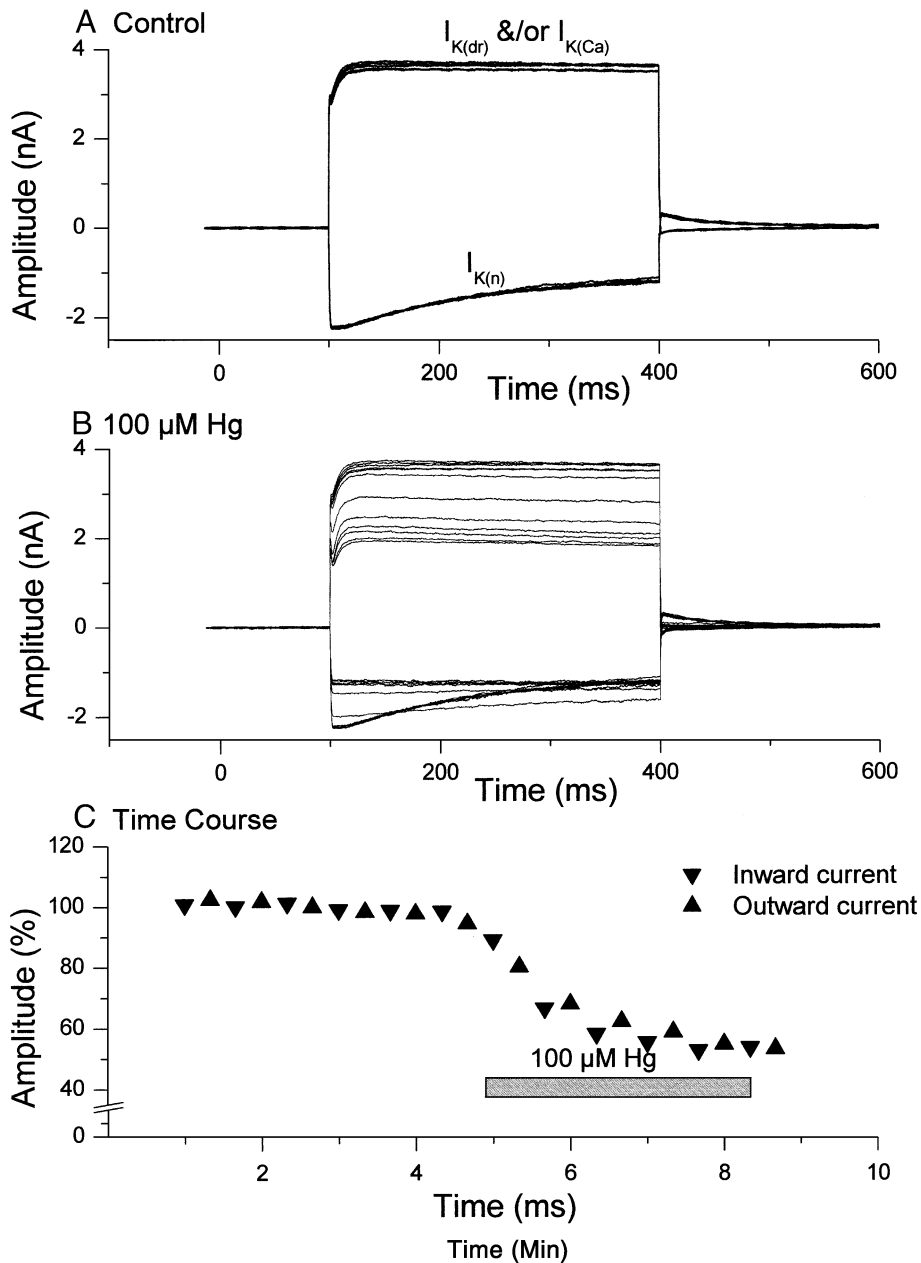 A Control
I K(dr) &/or I K(Ca)
4
2
0
-2
Amplitude (nA)
I K(n)
0
200
400
600
Time (ms)
B 100 µM Hg
4
2
0
-2
Amplitude (nA)
0
200
400
600
Time (ms)
C Time Course
120
100
80
60
40
0
Amplitude (%)
Inward current
Outward current
100 µM Hg
2
4
6
8
10
Time (ms)
Time (Min)